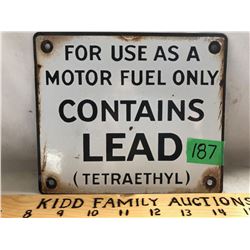 FOR USE AS A
MOTOR FUEL ONLY
CONTAINS
LEAD
187
(TETRAETHYL)
KIDD FAMILY AUCTIONS
8 9 10 11 12 13 14